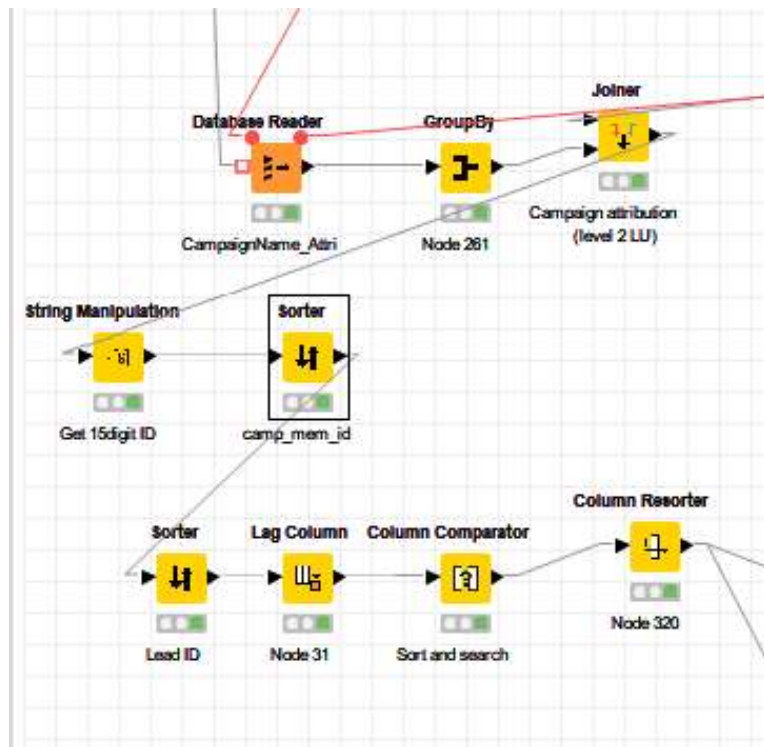 Joiner
Database Reader
GroupBy
CampaignName_Attri
Node 261
Campaign attribution
(level 2 LU)
String Manipulation
Sorter
Get 15digit ID
camp_mem_id
Sorter
Lag Column
Column Comparator
Column Resorter
Lead ID
Node 31
Sort and search
Node 320